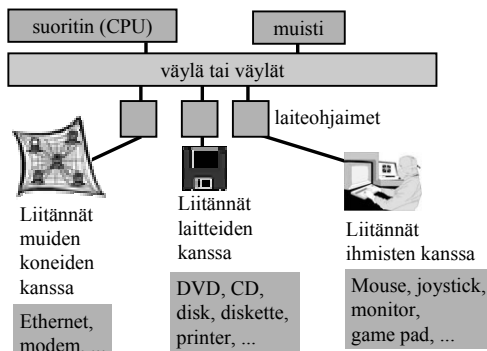 suoritin (CPU)
muisti
väylä tai väylät
laiteohjaimet
Liitännät
muiden
koneiden
kanssa
Ethernet,
modem, ...
Liitännät
laitteiden
kanssa
DVD, CD,
disk, diskette,
printer, ...
Liitännät
ihmisten kanssa
Mouse, joystick,
monitor,
game pad, ...